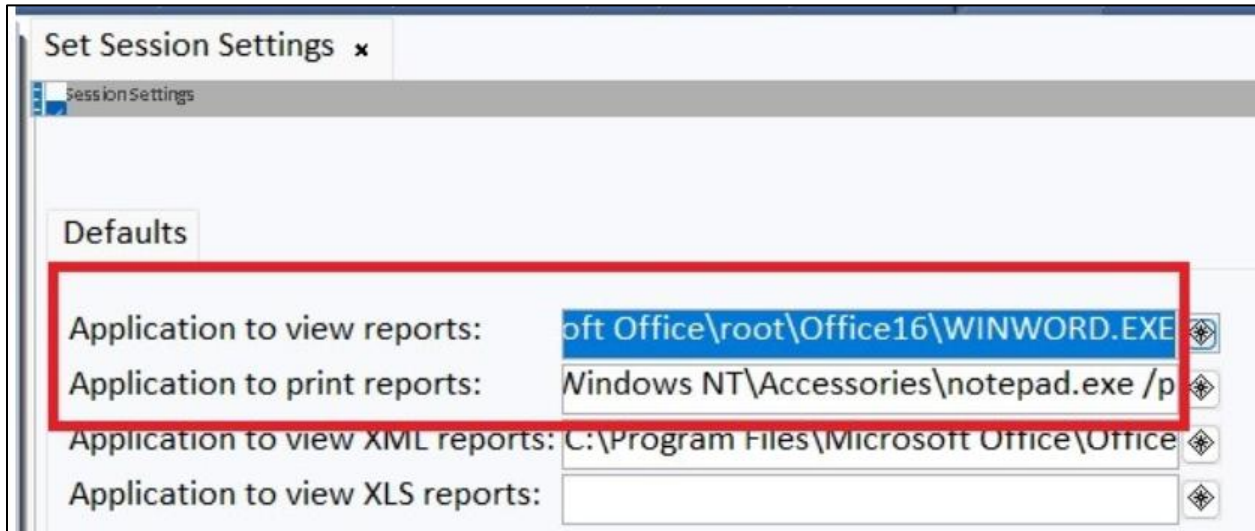 Set Session Settings x
Session Settings
Defaults
Application to view reports: oft Office\root\Office16\WINWORD.EXE
Application to print reports: Windows NT\Accessories\notepad.exe /p
Application to view XML reports: C:\Program Files\Microsoft Office\Office
Application to view XLS reports: